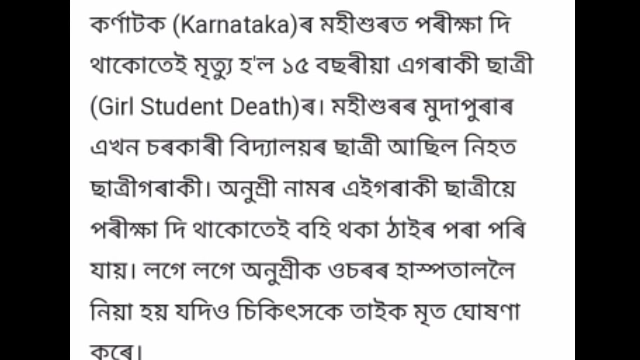 কৰ্ণাটক (Karnataka)ৰ মহীশুৰত পৰীক্ষা দি
থাকোতেই মৃত্যু হ'ল ১৫ বছৰীয়া এগৰাকী ছাত্ৰী
(Girl Student Death)ৰ। মহীশুৰৰ মুদাপুৰাৰ
এখন চৰকাৰী বিদ্যালয়ৰ ছাত্ৰী আছিল নিহত
ছাত্ৰীগৰাকী। অনুশ্ৰী নামৰ এইগৰাকী ছাত্ৰীয়ে
পৰীক্ষা দি থাকোতেই বহি থকা ঠাইৰ পৰা পৰি
যায়। লগে লগে অনুশ্ৰীক ওচৰৰ হাস্পতাললৈ
নিয়া হয় যদিও চিকিৎসকে তাইক মৃত ঘোষণা
কৰে।